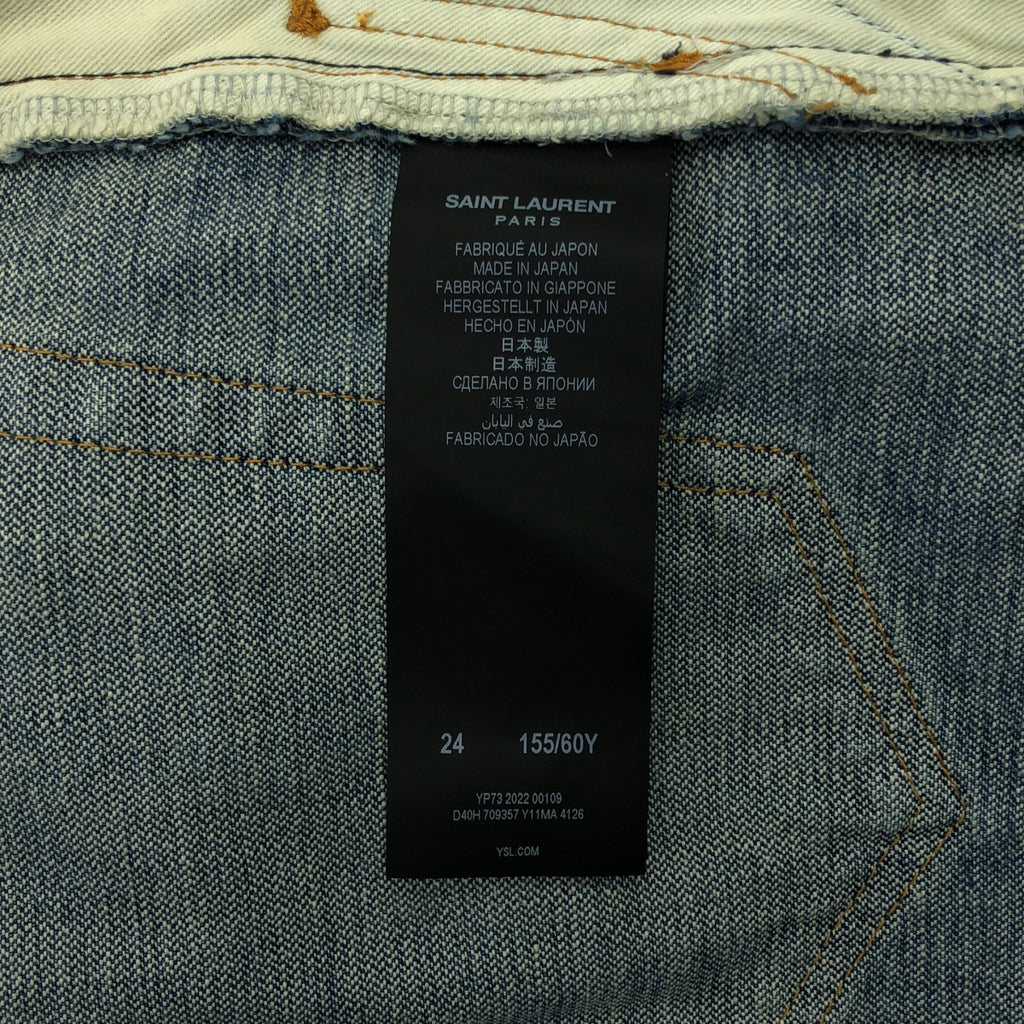 SAINT LAURENT
PARIS
FABRIQUÉ AU JAPON
MADE IN JAPAN
FABBRICATO IN GIAPPONE
HERGESTELLT IN JAPAN
HECHO EN JAPÓN
日本製
日本制造
СДЕЛАНО В ЯПОНИИ
제조국: 일본
صنع في اليابان
FABRICADO NO JAPÃO
24 155/60Y
YP73 2022 00109
D40H 709357 Y11MA 4126
YSL.COM